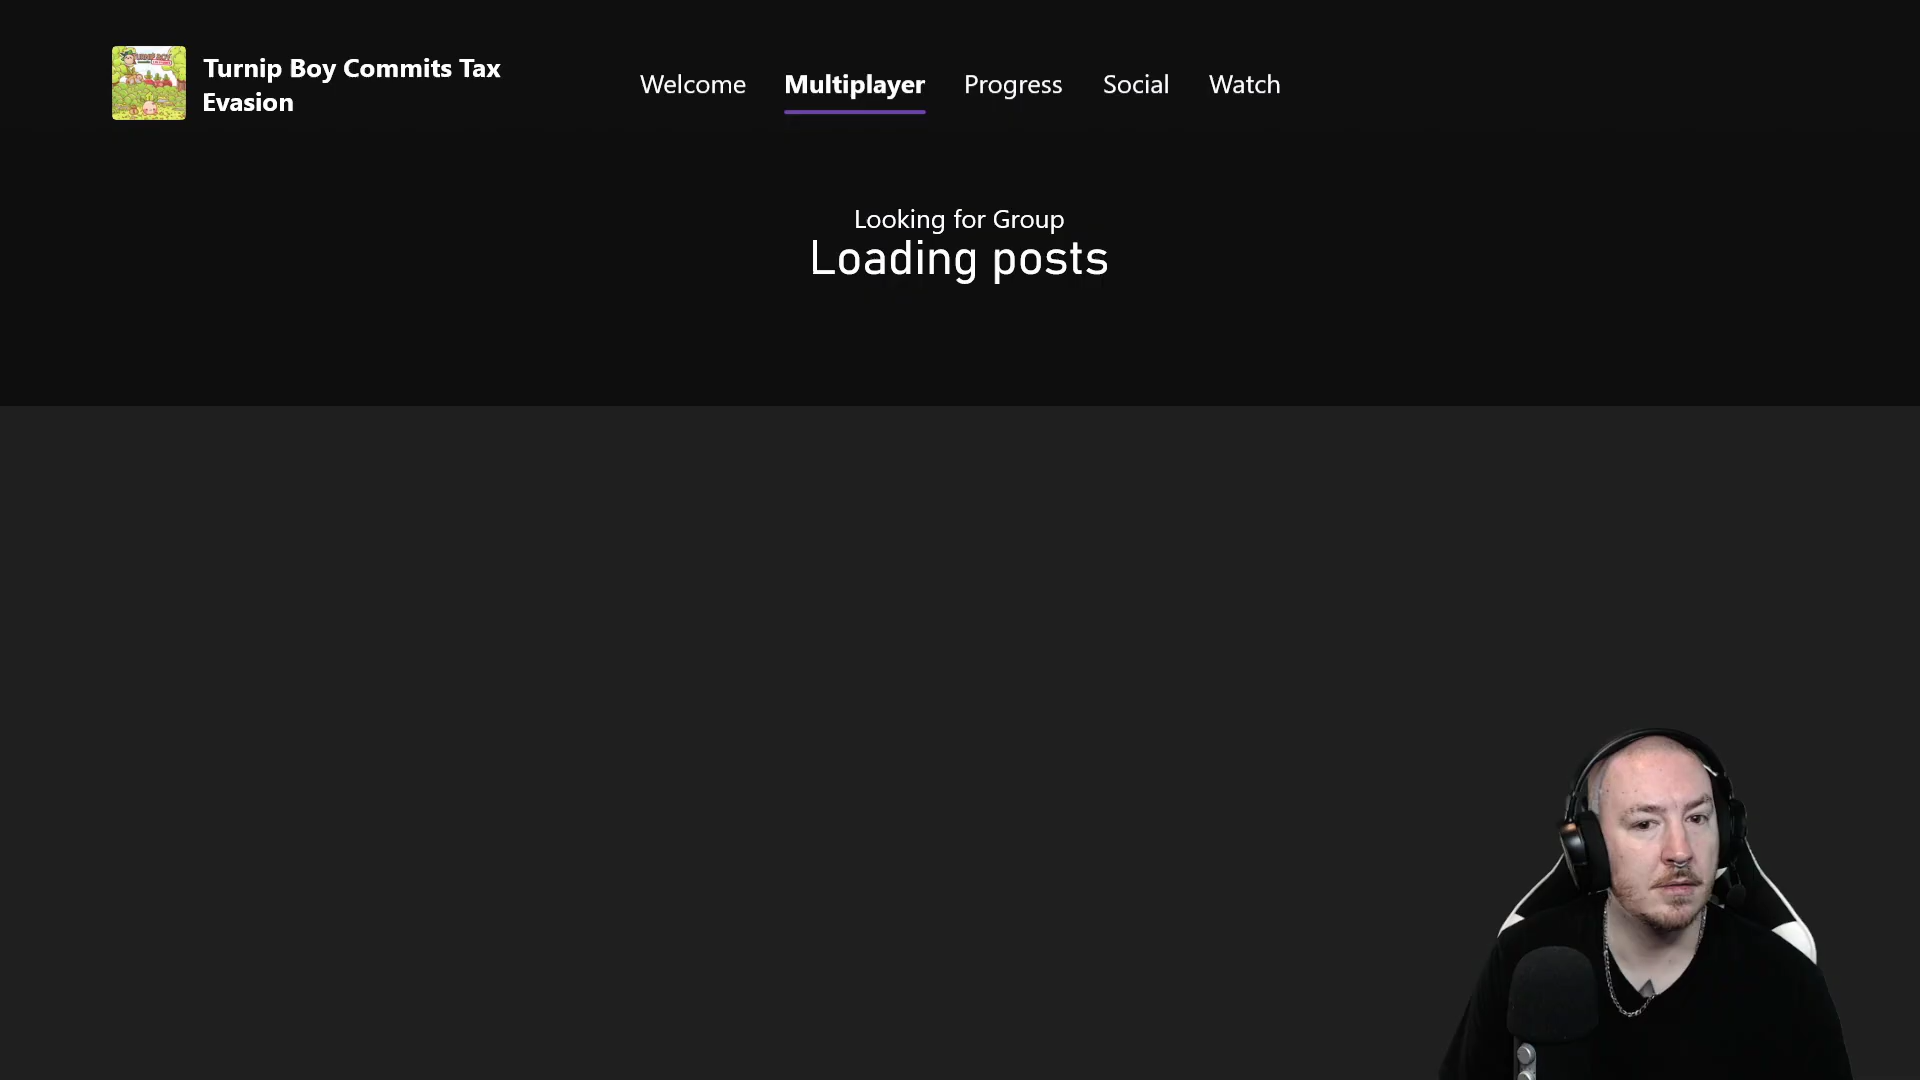 Turnip Boy Commits Tax
Evasion
Welcome
Multiplayer
Progress
Social
Watch
Looking for Group
Loading posts